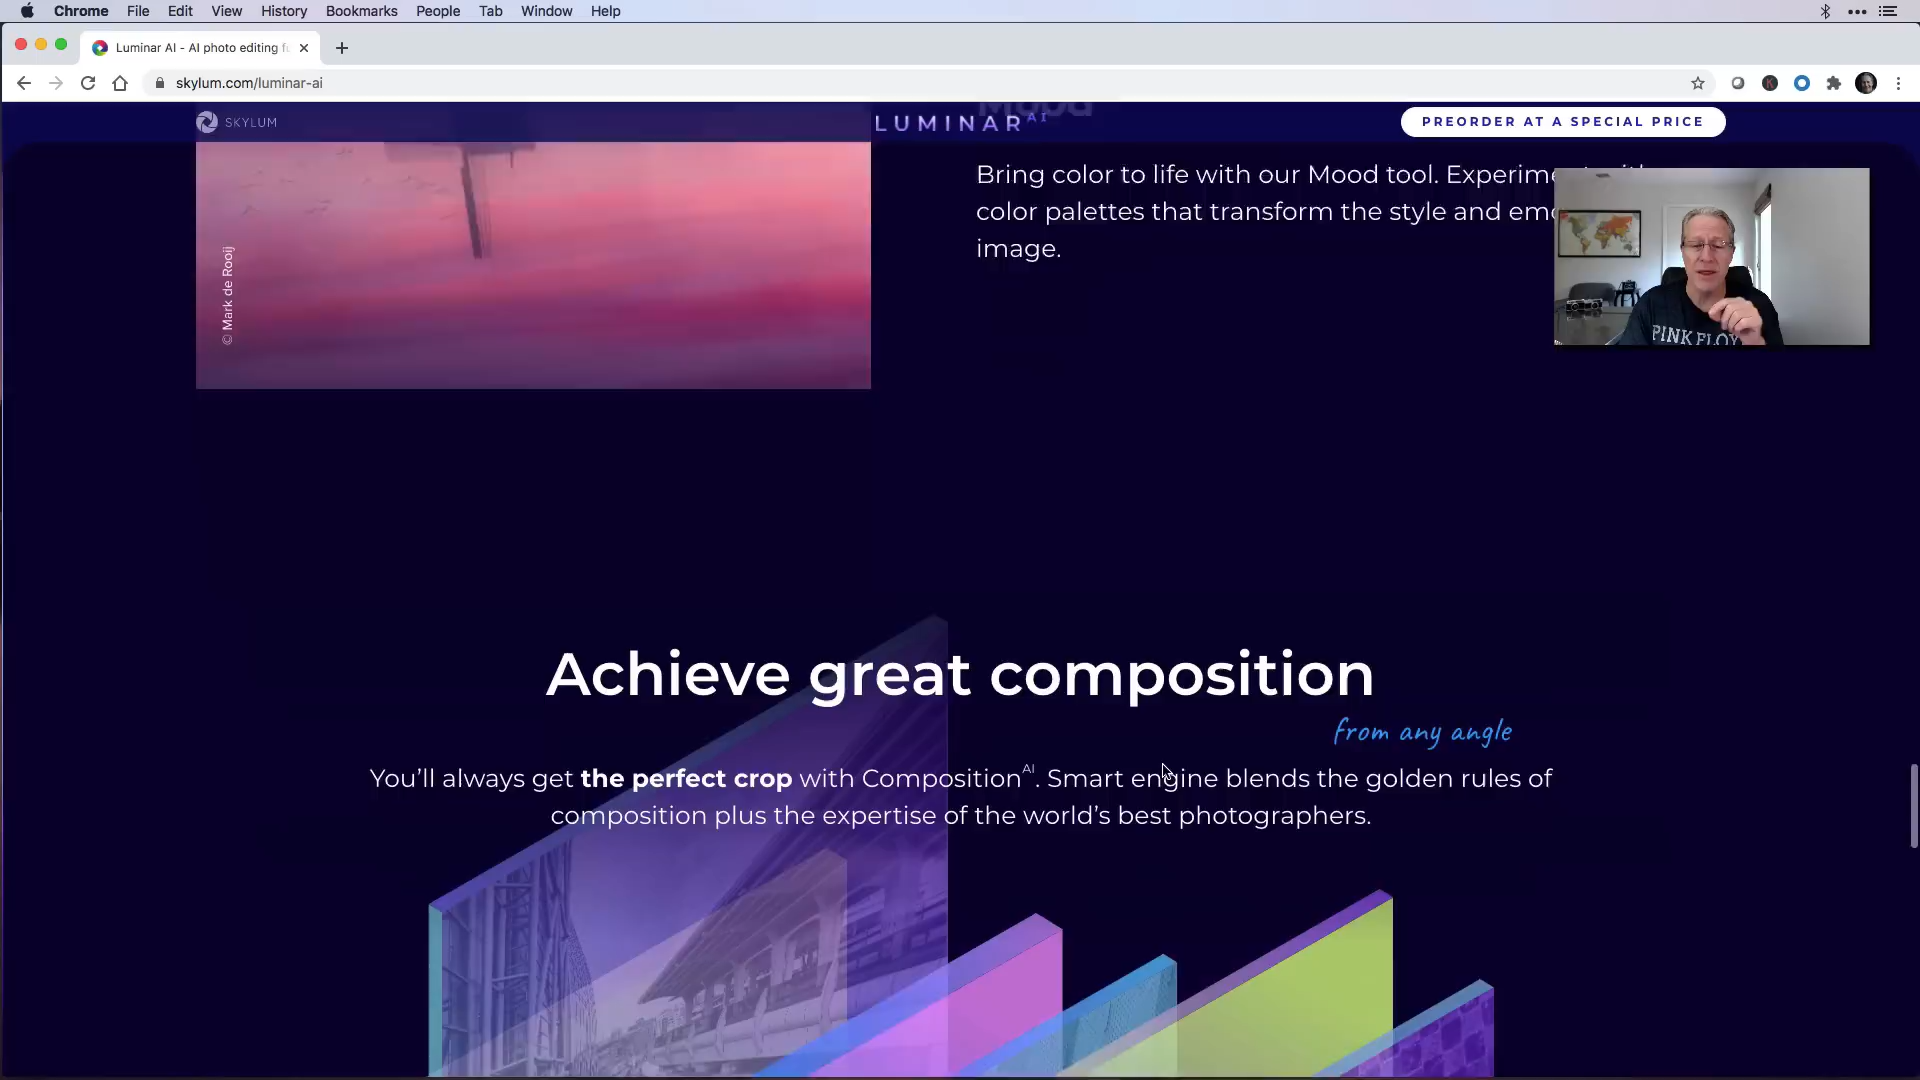 Chrome File Edit View History Bookmarks People Tab Window Help
Luminar AI - AI photo editing
skylum.com/luminar-ai
SKYLUM
LUMINAR AI
PREORDER AT A SPECIAL PRICE
Mood
Bring color to life with our Mood tool.
color palettes that transform the style and
image.
© Mark de Rooij
PINK
Achieve great composition
from any angle
You’ll always get the perfect crop with Composition AI. Smart engine blends the golden rules of
composition plus the expertise of the world’s best photographers.